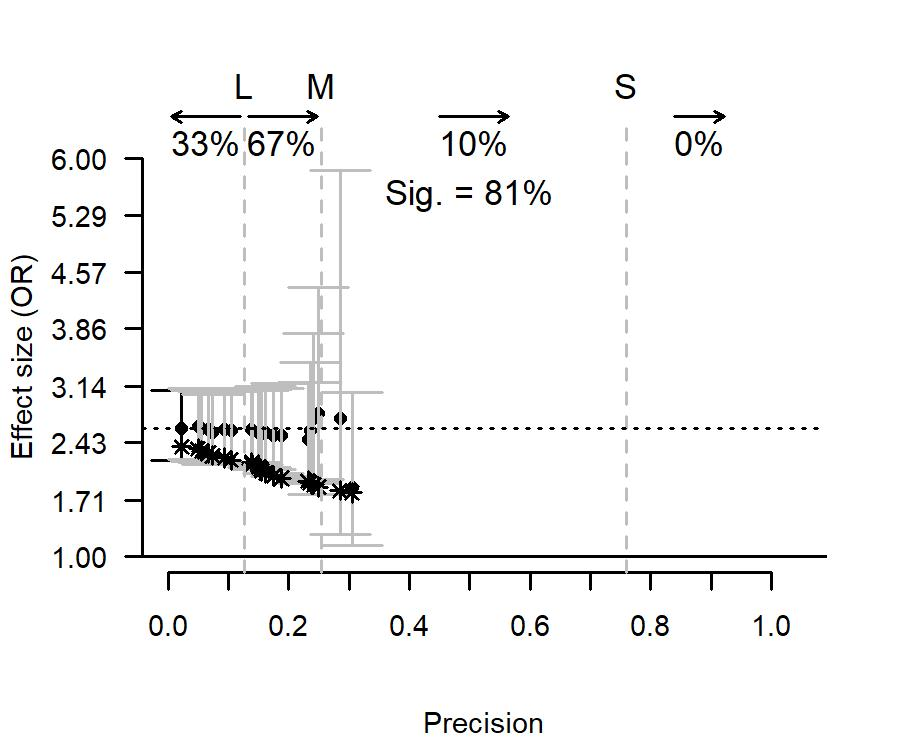 L M S
33% 67% 10% 0%
Sig. = 81%
6.00
5.29
4.57
3.86
3.14
2.43
1.71
1.00
Effect size (OR)
0.0 0.2 0.4 0.6 0.8 1.0
Precision